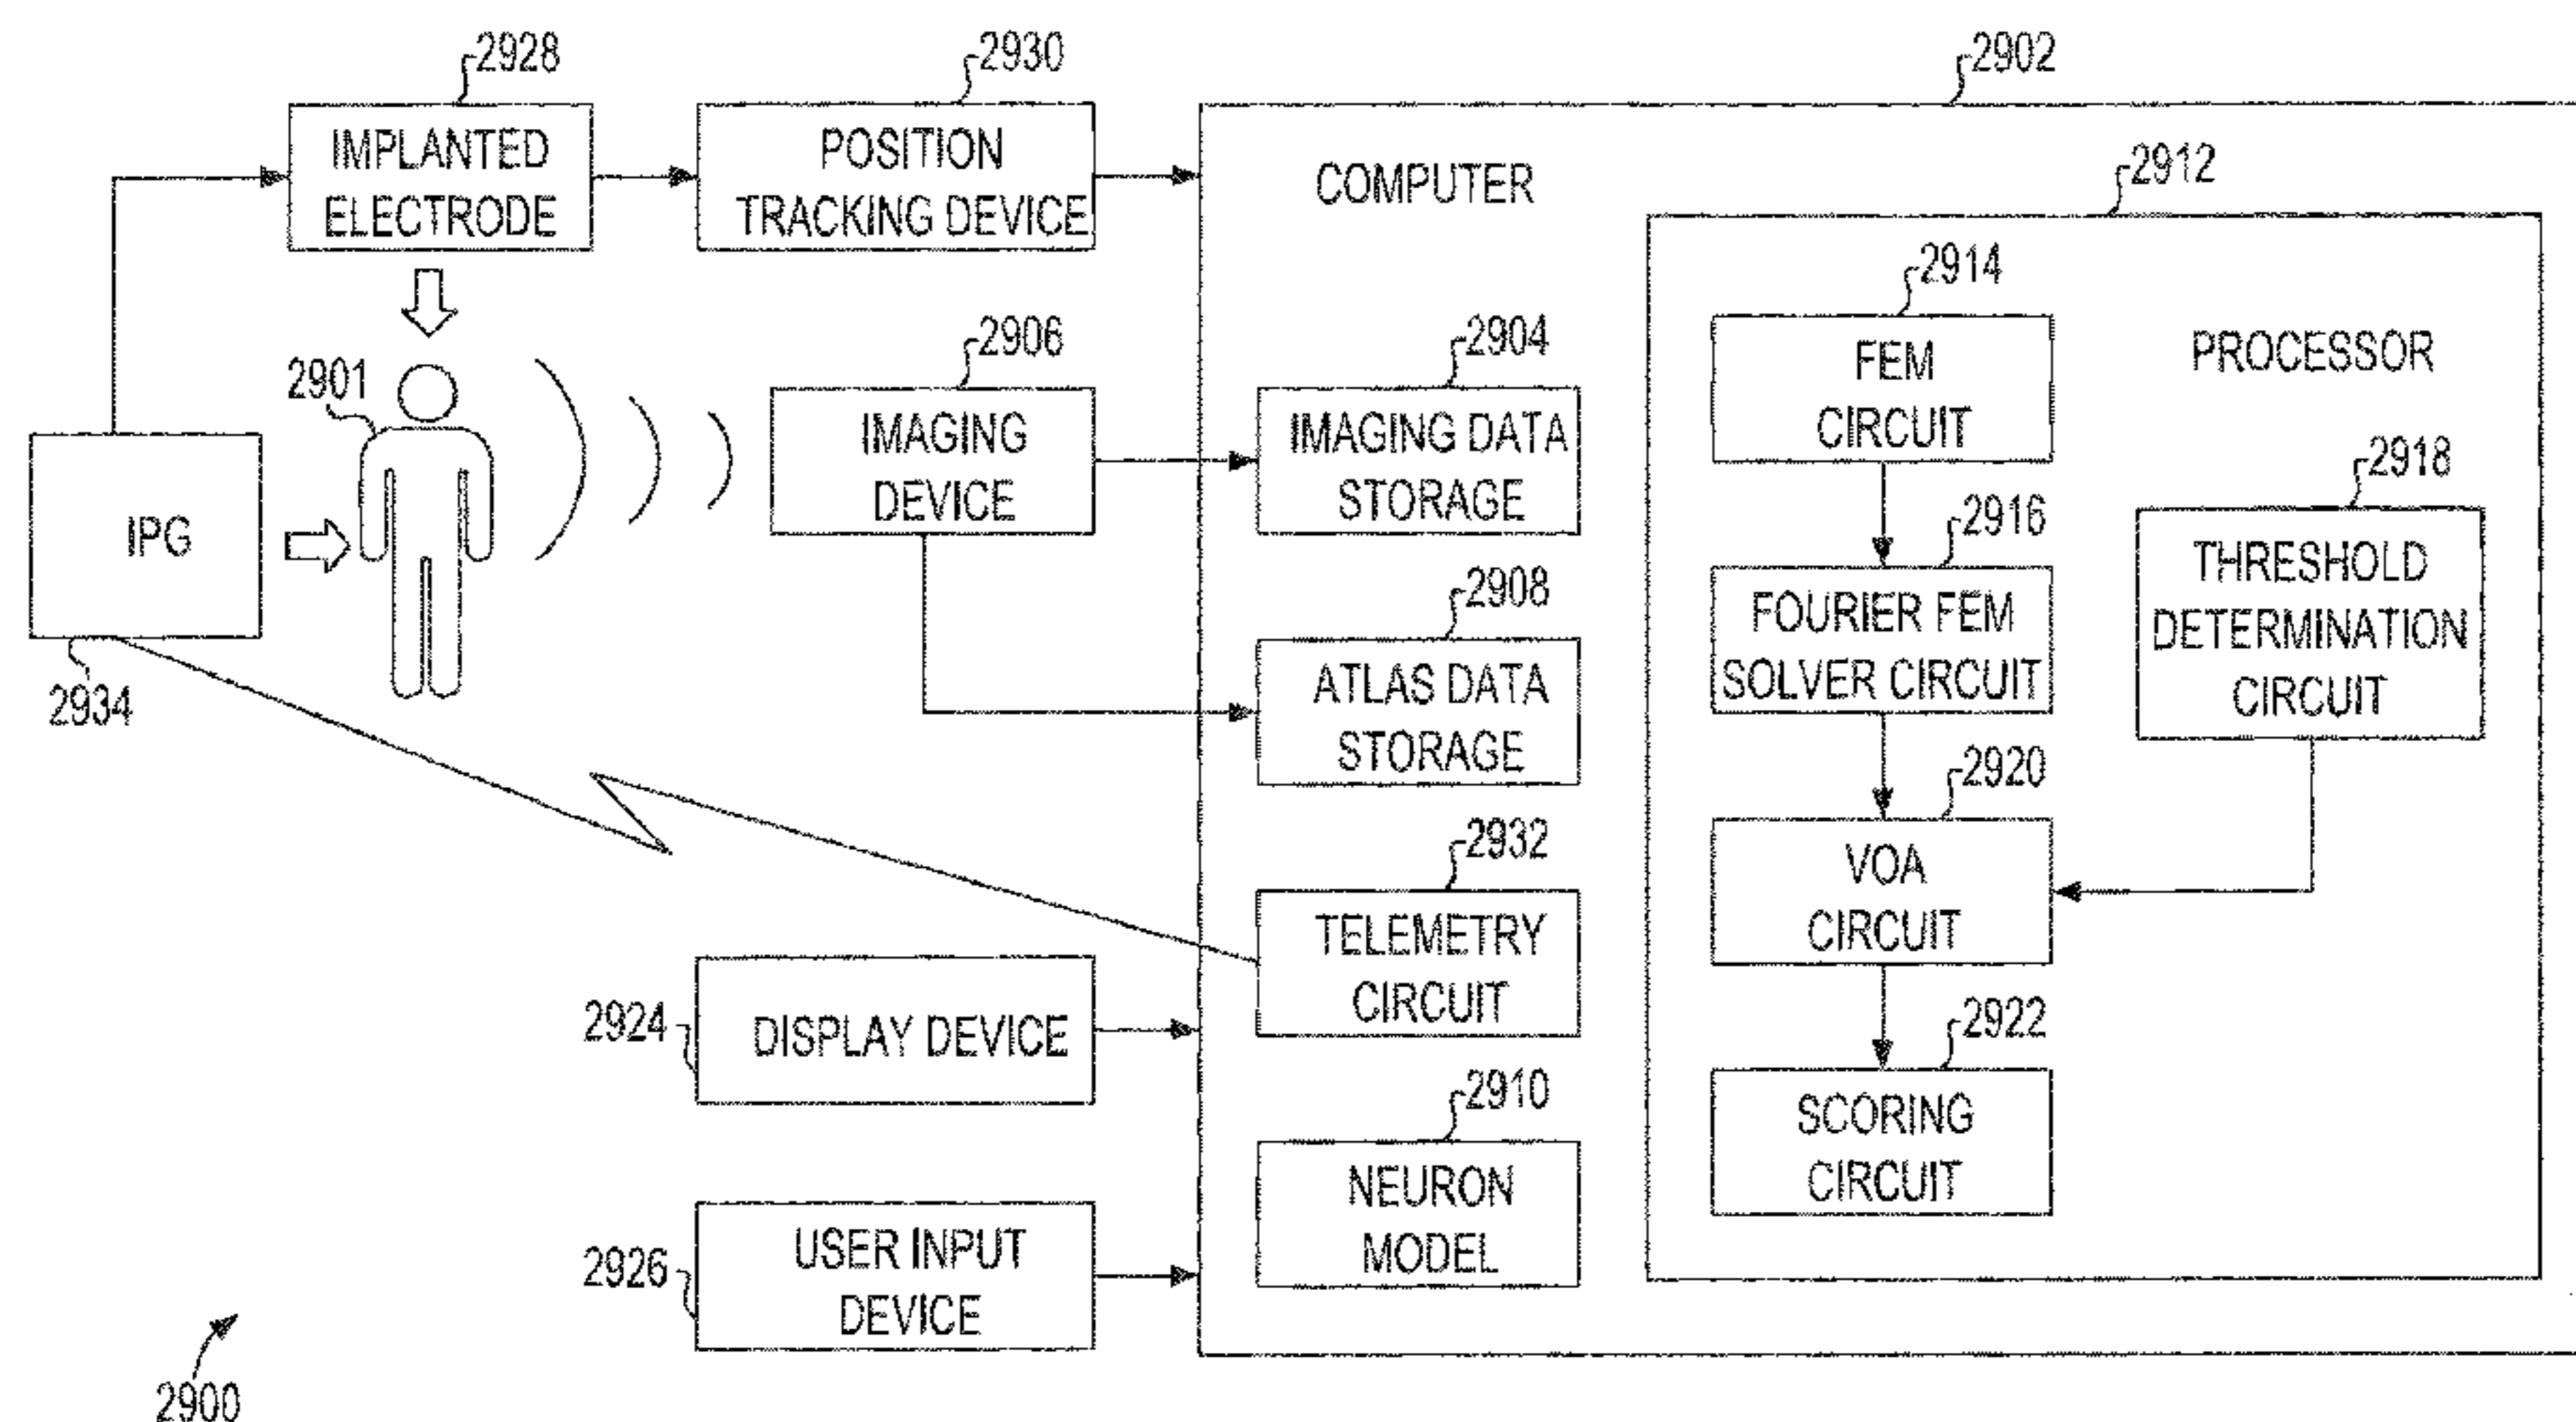 2928
2930
2902
IMPLANTED
ELECTRODE
POSITION
TRACKING DEVICE
COMPUTER
2912
2914
FEM
CIRCUIT
PROCESSOR
2901
2906
IMAGING
DEVICE
2904
IMAGING DATA
STORAGE
2918
THRESHOLD
DETERMINATION
CIRCUIT
IPG
2934
2916
FOURIER FEM
SOLVER CIRCUIT
2908
ATLAS DATA
STORAGE
2920
VOA
CIRCUIT
2932
TELEMETRY
CIRCUIT
2924
DISPLAY DEVICE
2922
SCORING
CIRCUIT
2910
NEURON
MODEL
2926
USER INPUT
DEVICE
2900